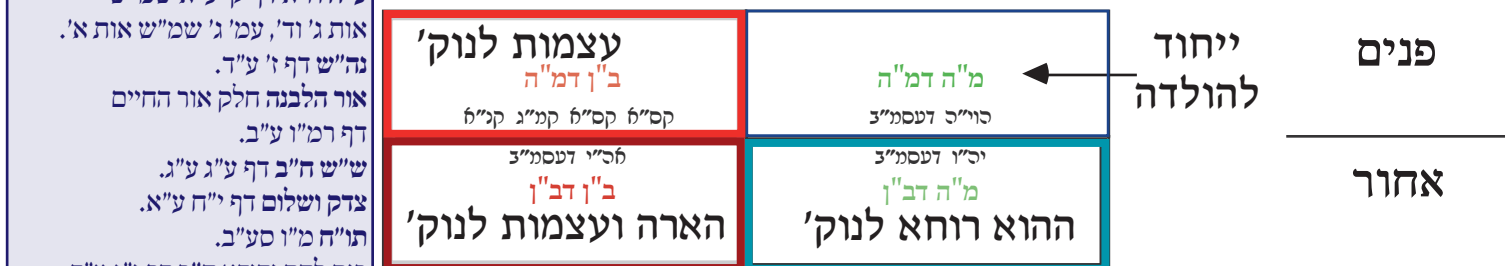 פנים
אחור
ייחוד
להולדה
מ"ה דמ"ה
הוי"ה דעסמ"ב
עצמות לנוק'
ב"ן דמ"ה
קס"א קס"א קמ"ג קנ"א
יה"ו דעסמ"ב
מ"ה דב"ן
ההוא רוחא לנוק'
אה"י דעסמ"ב
ב"ן דב"ן
הארה ועצמות לנוק'
אות ג' וד', עמ' ג' שמ"ש אות א'.
נה"ש דף ז' ע"ד.
אור הלבנה חלק אור החיים
דף רמ"ו ע"ב.
ש"ש ח"ב דף ע"ג ע"ג.
צדק ושלום דף י"ח ע"א.
תו"ח מ"ו סע"ב.